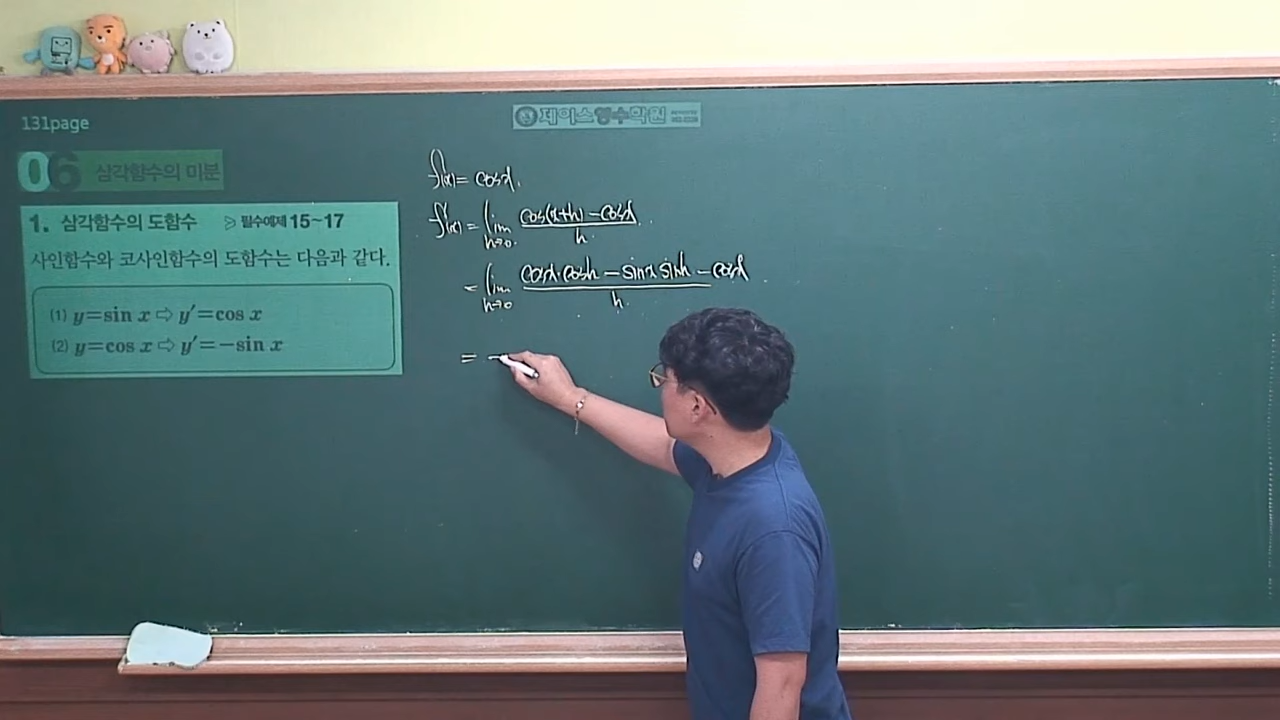 131page
제이스영수학원
06 삼각함수의 미분
1. 삼각함수의 도함수 ▷ 필수예제 15~17
사인함수와 코사인함수의 도함수는 다음과 같다.
(1) y=sin x ⇨ y′=cos x
(2) y=cos x ⇨ y′=−sin x
f(x) = cosx.
f'(x) = lim h→0 (cos(x+h) − cosx)/h
= lim h→0 (cosx·cosh − sinx sinh − cosx)/h
= −